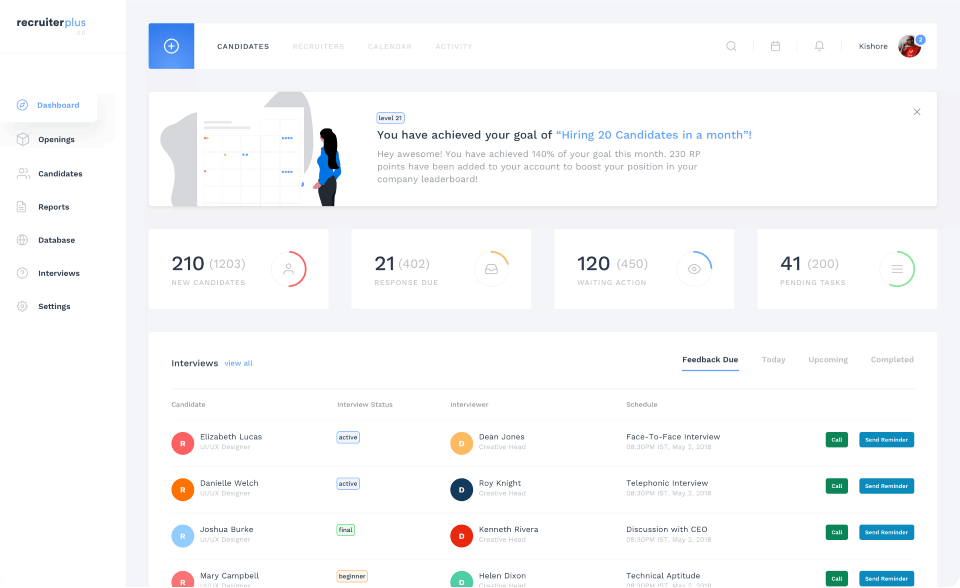 recruiterplus
2.0
CANDIDATES RECRUITERS CALENDAR ACTIVITY
Kishore
2
Dashboard
Openings
Candidates
Reports
Database
Interviews
Settings
level 21
You have achieved your goal of “Hiring 20 Candidates in a month”!
Hey awesome! You have achieved 140% of your goal this month. 230 RP
points have been added to your account to boost your position in your
company leaderboard!
210 (1203)
NEW CANDIDATES
21 (402)
RESPONSE DUE
120 (450)
WAITING ACTION
41 (200)
PENDING TASKS
Interviews view all
Feedback Due Today Upcoming Completed
Candidate Interview Status Interviewer Schedule
R Elizabeth Lucas active D Dean Jones Face-To-Face Interview Call Send Reminder
UI/UX Designer Creative Head 08:30PM IST, May 2, 2018
R Danielle Welch active D Roy Knight Telephonic Interview Call Send Reminder
UI/UX Designer Creative Head 08:30PM IST, May 2, 2018
R Joshua Burke final D Kenneth Rivera Discussion with CEO Call Send Reminder
UI/UX Designer Creative Head 08:30PM IST, May 2, 2018
R Mary Campbell beginner D Helen Dixon Technical Aptitude Call Send Reminder
UI/UX Designer Creative Head 08:30PM IST, May 2, 2018